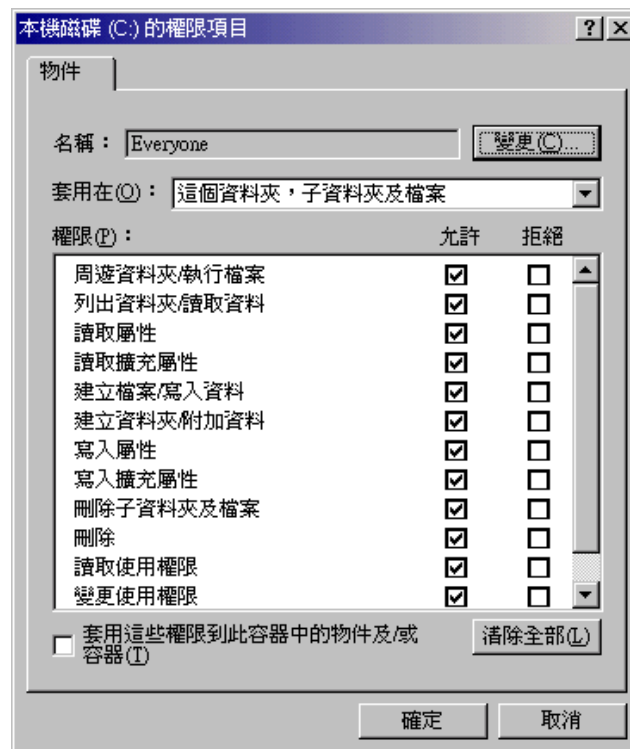 本機磁碟 (C:) 的權限項目
物件
名稱： Everyone 變更(C)...
套用在(O)： 這個資料夾，子資料夾及檔案
權限(P)： 允許 拒絕
周遊資料夾/執行檔案
列出資料夾/讀取資料
讀取屬性
讀取擴充屬性
建立檔案/寫入資料
建立資料夾/附加資料
寫入屬性
寫入擴充屬性
刪除子資料夾及檔案
刪除
讀取使用權限
變更使用權限
套用這些權限到此容器中的物件及/或
容器(T)
清除全部(L)
確定 取消